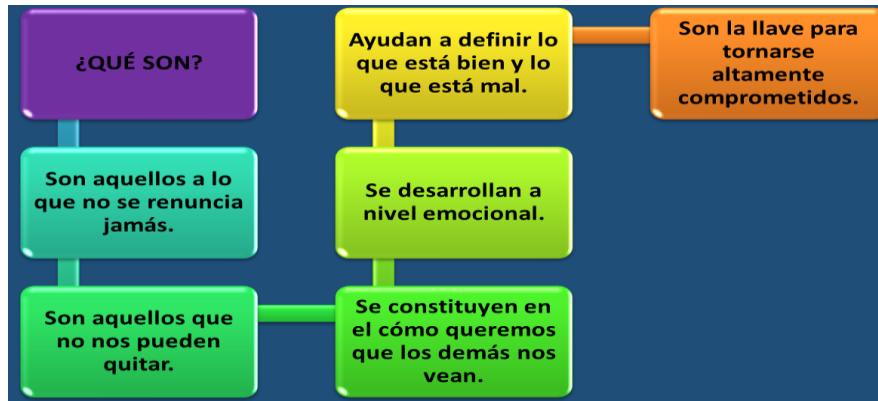 ¿QUÉ SON?
Son aquellos a lo
que no se renuncia
jamás.
Son aquellos que
no nos pueden
quitar.
Se constituyen en
el cómo queremos
que los demás nos
vean.
Se desarrollan a
nivel emocional.
Ayudan a definir lo
que está bien y lo
que está mal.
Son la llave para
tornarse
altamente
comprometidos.